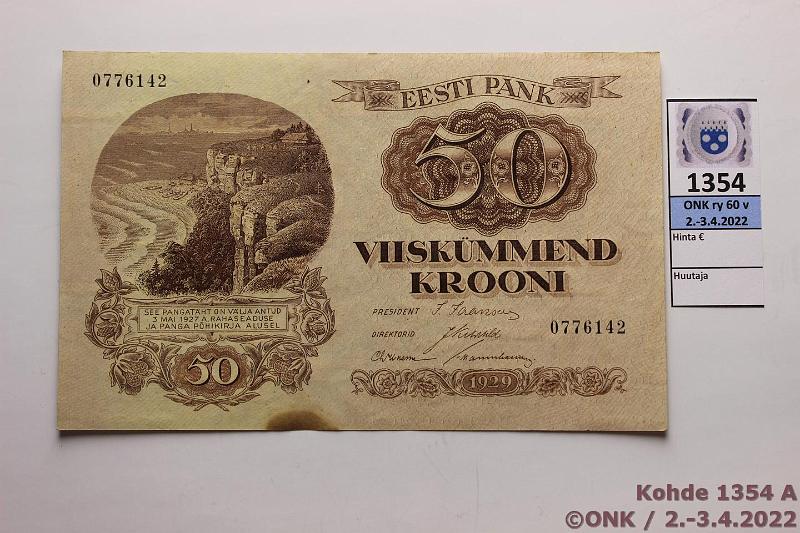 0776142
EESTI PANK
50
VIISKÜMMEND
KROONI
SEE PANGATÄHT ON VÄLJA ANTUD
3 MAI 1927 A. RAHASEADUSE
JA PANGA PÕHIKIRJA ALUSEL
50
PRESIDENT
DIREKTORID
0776142
1929
1354
ONK ry 60 v
2.-3.4.2022
Hinta €
Huutaja
Kohde 1354 A
©ONK / 2.-3.4.2022